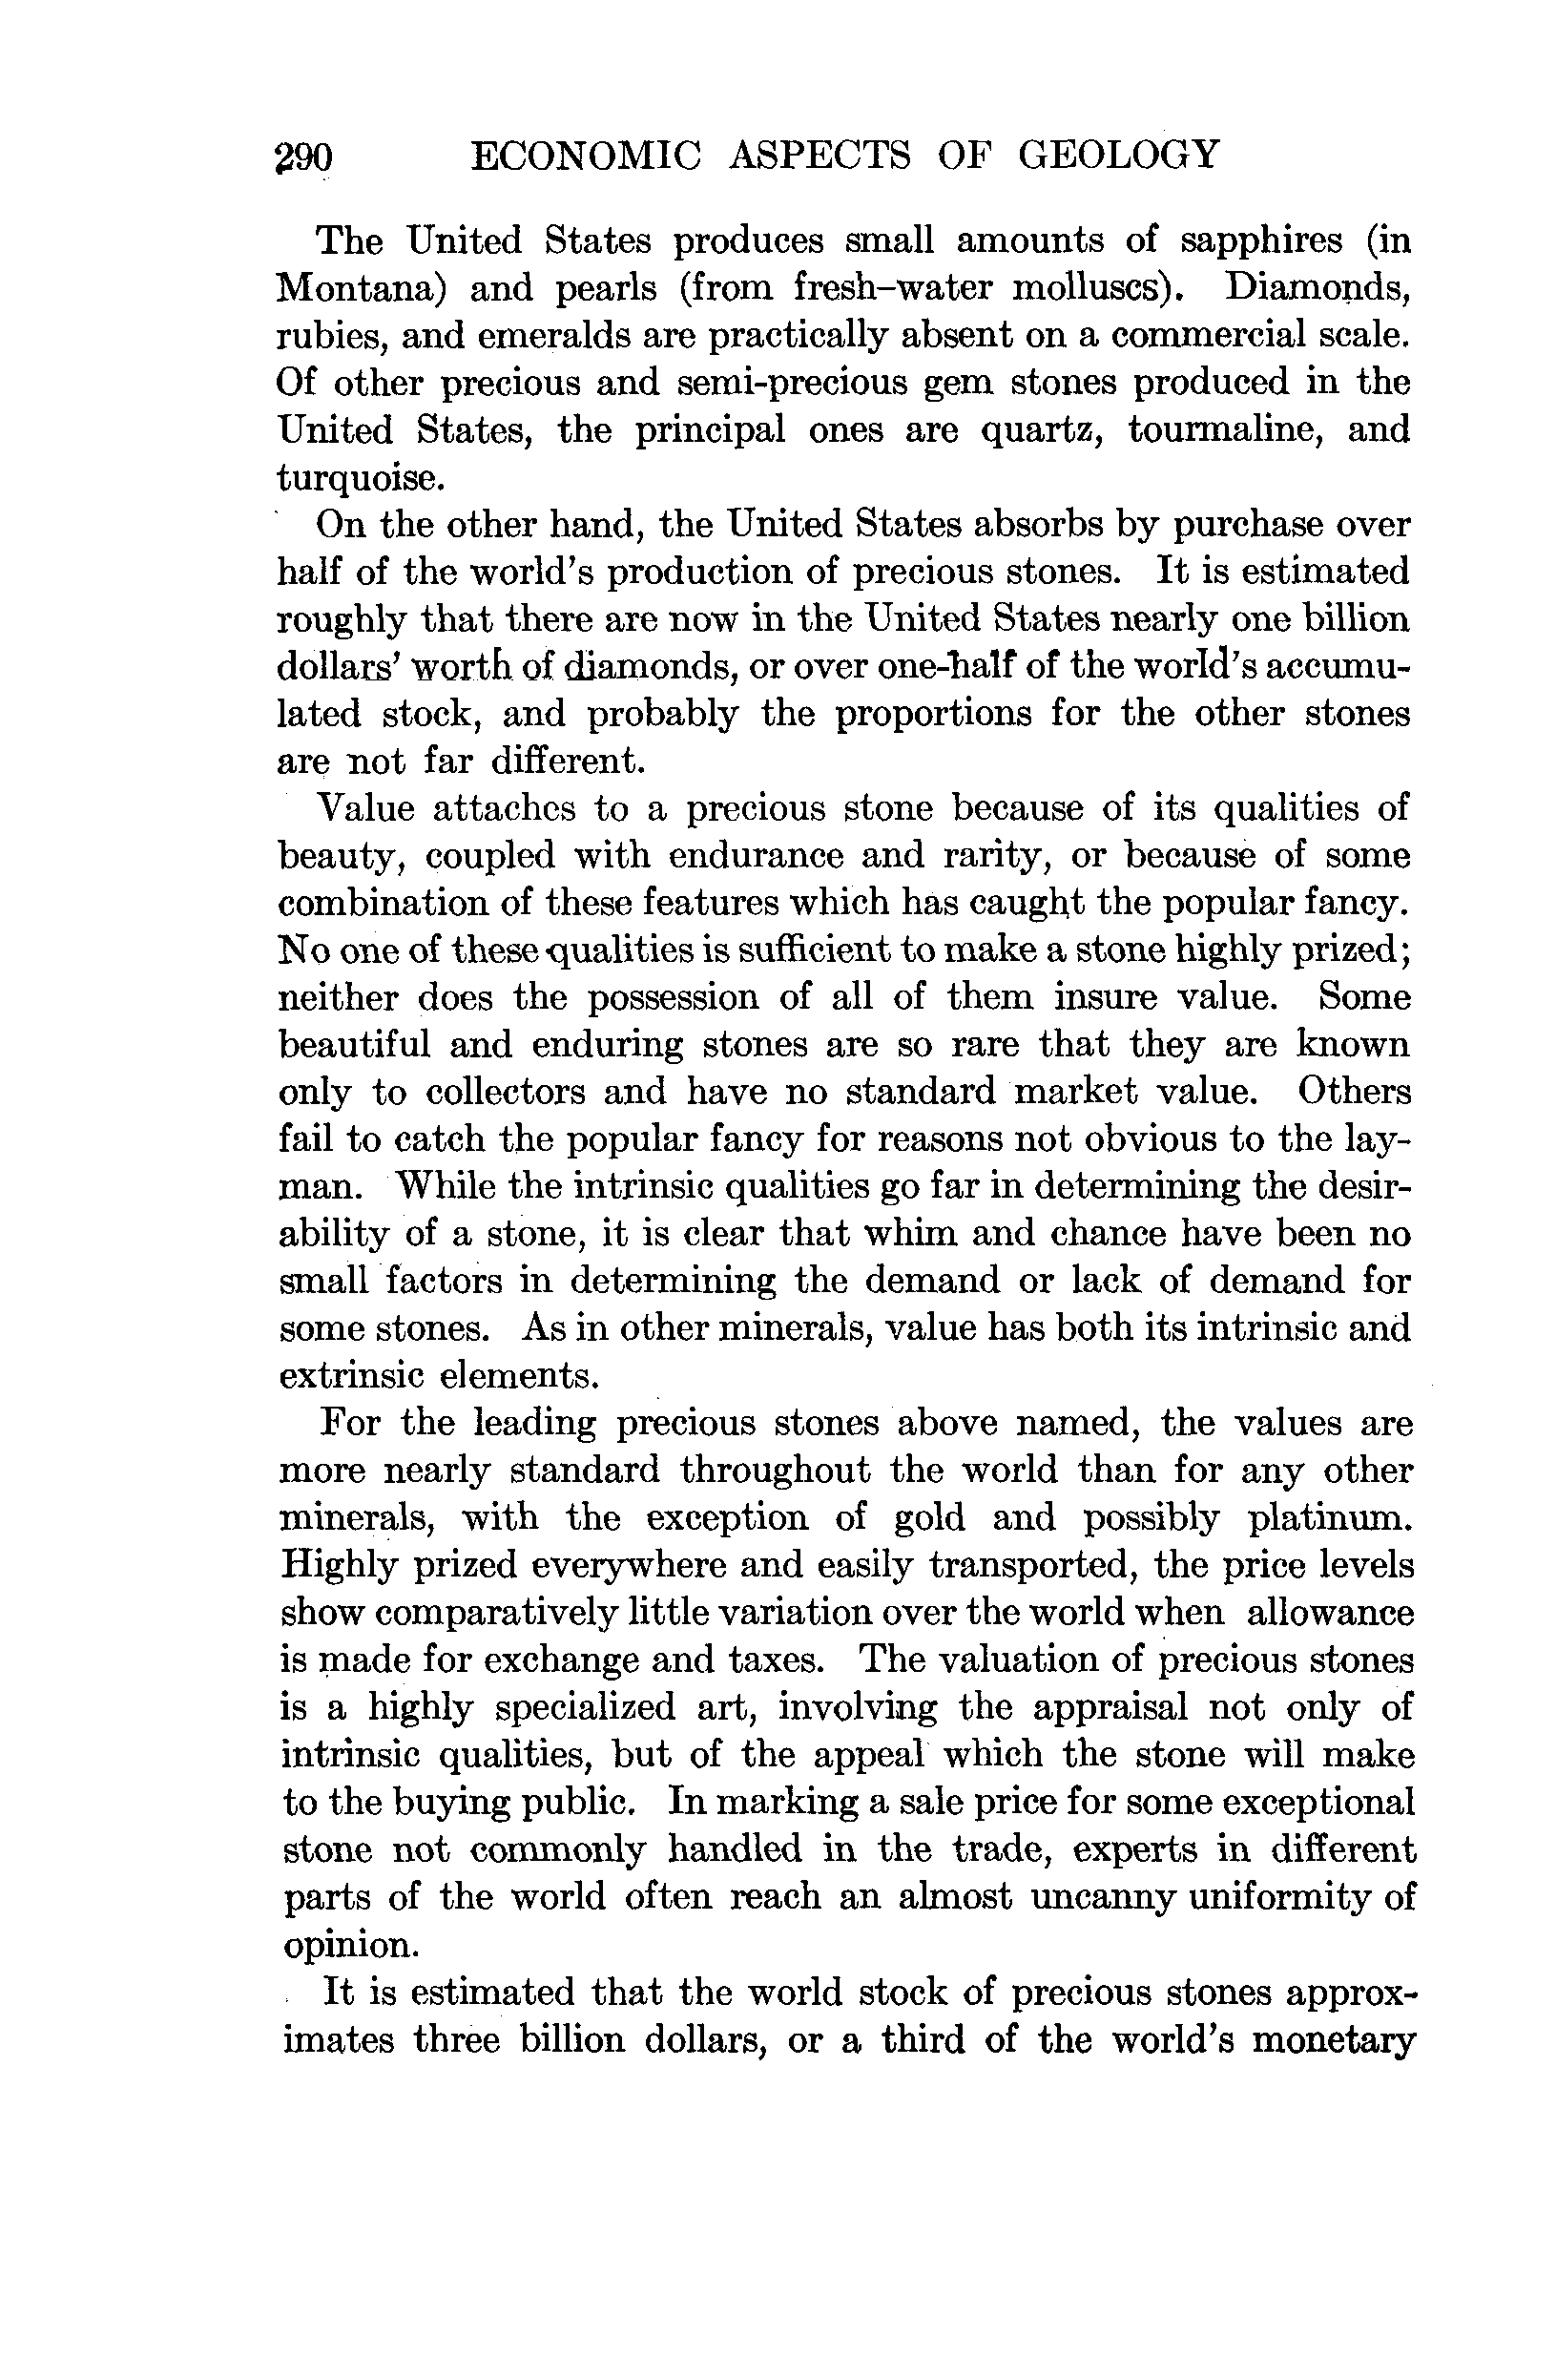 290 ECONOMIC ASPECTS OF GEOLOGY
The United States produces small amounts of sapphires (in
Montana) and pearls (from fresh-water molluscs). Diamonds,
rubies, and emeralds are practically absent on a commercial scale.
Of other precious and semi-precious gem stones produced in the
United States, the principal ones are quartz, tourmaline, and
turquoise.
On the other hand, the United States absorbs by purchase over
half of the world's production of precious stones. It is estimated
roughly that there are now in the United States nearly one billion
dollars' worth of diamonds, or over one-half of the world's accumu-
lated stock, and probably the proportions for the other stones
are not far different.
Value attaches to a precious stone because of its qualities of
beauty, coupled with endurance and rarity, or because of some
combination of these features which has caught the popular fancy.
No one of these qualities is sufficient to make a stone highly prized;
neither does the possession of all of them insure value. Some
beautiful and enduring stones are so rare that they are known
only to collectors and have no standard market value. Others
fail to catch the popular fancy for reasons not obvious to the lay-
man. While the intrinsic qualities go far in determining the desir-
ability of a stone, it is clear that whim and chance have been no
small factors in determining the demand or lack of demand for
some stones. As in other minerals, value has both its intrinsic and
extrinsic elements.
For the leading precious stones above named, the values are
more nearly standard throughout the world than for any other
minerals, with the exception of gold and possibly platinum.
Highly prized everywhere and easily transported, the price levels
show comparatively little variation over the world when allowance
is made for exchange and taxes. The valuation of precious stones
is a highly specialized art, involving the appraisal not only of
intrinsic qualities, but of the appeal which the stone will make
to the buying public. In marking a sale price for some exceptional
stone not commonly handled in the trade, experts in different
parts of the world often reach an almost uncanny uniformity of
opinion.
It is estimated that the world stock of precious stones approx-
imates three billion dollars, or a third of the world's monetary